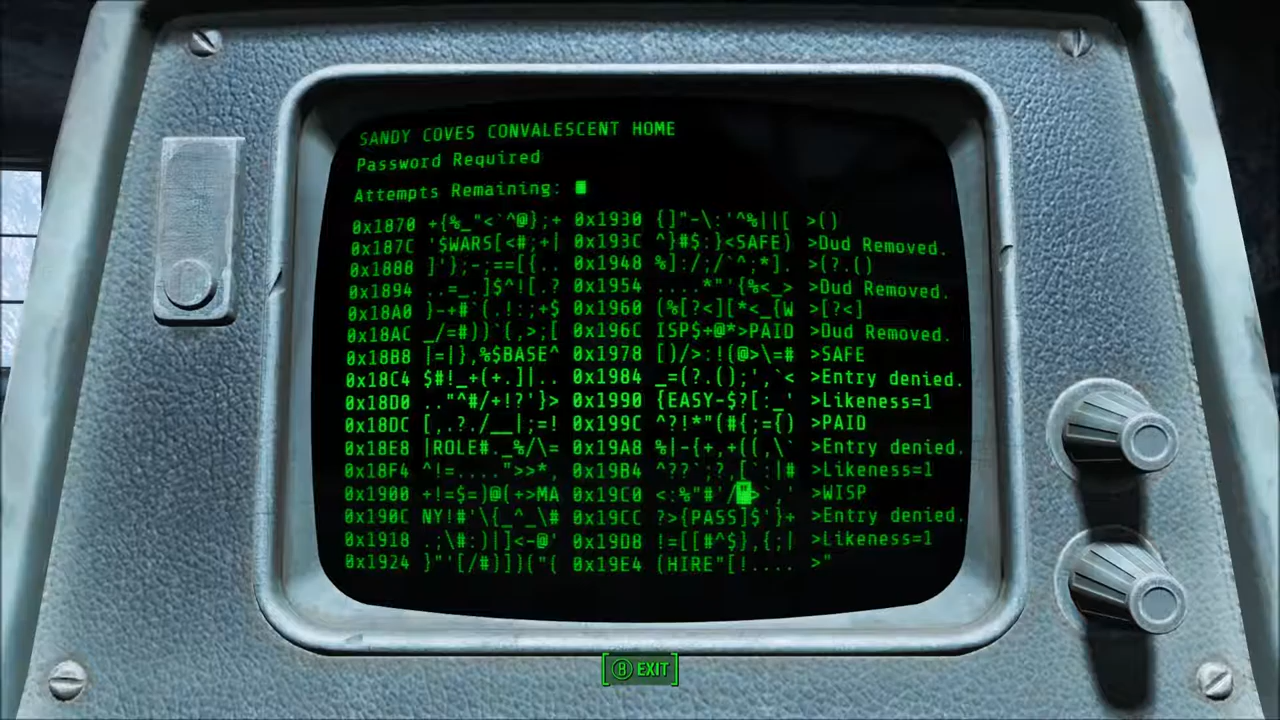 SANDY COVES CONVALESCENT HOME
Password Required
Attempts Remaining: ■
0x1870 +{%_"<`^@};+ 0x1930 {]"-\:'^%||[ >()
0x187C '$WARS[<#;+| 0x193C ^}#$:}<SAFE) >Dud Removed.
0x1888 ]'};-;==[{.. 0x1948 %]:/;/`^;*]. >(?.()
0x1894 ..=_.]$^![.? 0x1954 ....*"'{%<_> >Dud Removed.
0x18A0 }-+#`(.!:;+$ 0x1960 (%[?<][*<_{W >[?<]
0x18AC _/=#))`(,>;[ 0x196C ISP$+@*>PAID >Dud Removed.
0x18B8 |=|},%$BASE^ 0x1978 [)/>:!(@>\=# >SAFE
0x18C4 $#!_+(+.]|.. 0x1984 _=(?.();',`< >Entry denied.
0x18D0 .."^#/+!?'}> 0x1990 {EASY-$?[:_' >Likeness=1
0x18DC [,.?./__|;=! 0x199C ^?!*"(#{;={) >PAID
0x18E8 |ROLE#._%/\= 0x19A8 %|-{+,+((,\` >Entry denied.
0x18F4 ^!=....">>*, 0x19B4 ^??`;?,[`:|# >Likeness=1
0x1900 +!=$=)@(+>MA 0x19C0 <:%"#'/">`,' >WISP
0x190C NY!#'\{_^_\# 0x19CC ?>{PASS]$'}+ >Entry denied.
0x1918 .;\#:)|]<-@' 0x19D8 !=[[#^$},{;| >Likeness=1
0x1924 }"'[/#)])("( 0x19E4 (HIRE"[!.... >"
[Ⓑ EXIT]